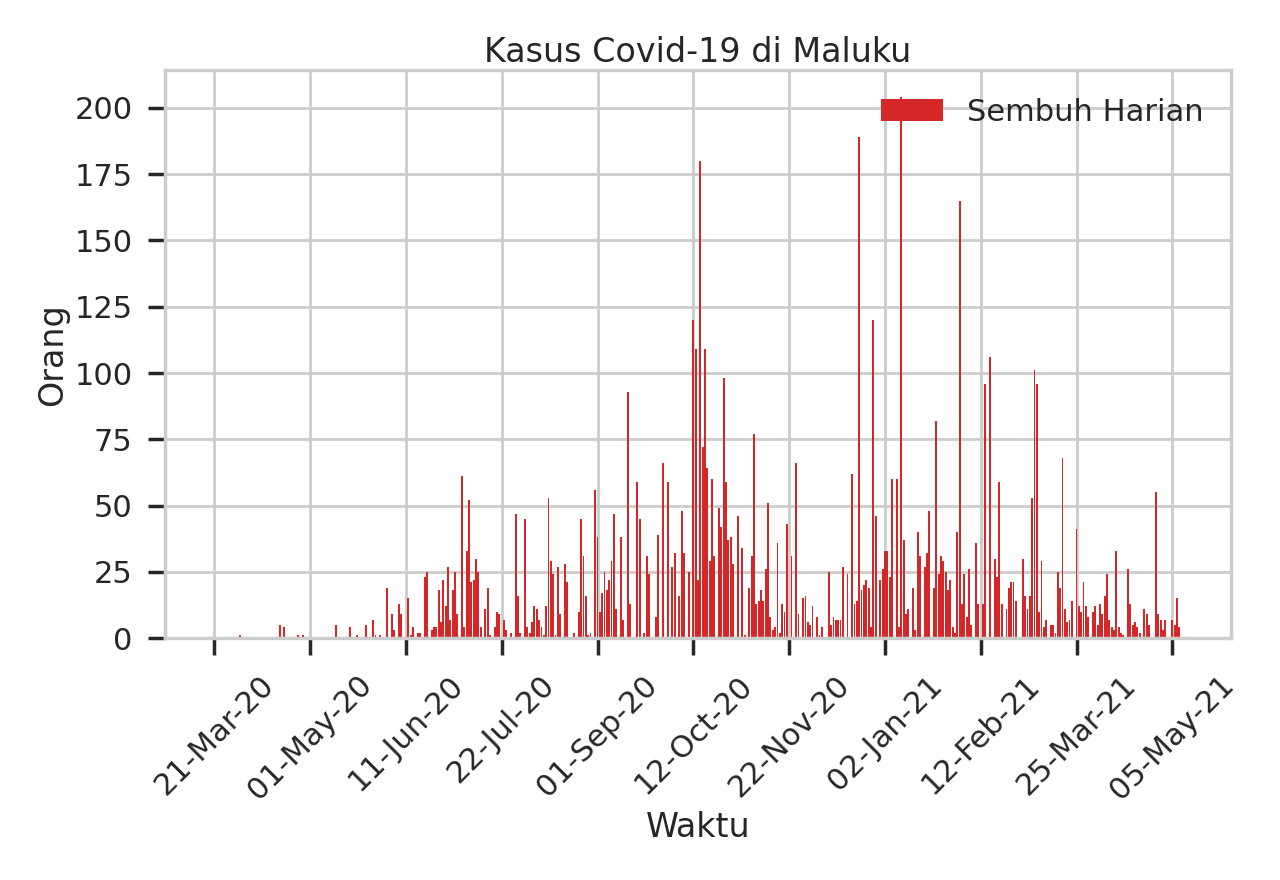 Kasus Covid-19 di Maluku
Sembuh Harian
Orang
200
175
150
125
100
75
50
25
0
21-Mar-20
01-May-20
11-Jun-20
22-Jul-20
01-Sep-20
12-Oct-20
22-Nov-20
02-Jan-21
12-Feb-21
25-Mar-21
05-May-21
Waktu